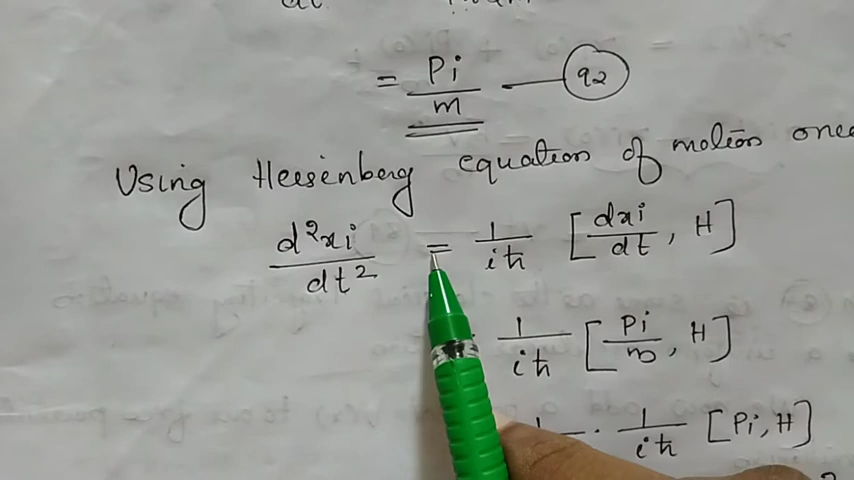 = Pi/m —— (92)
Using Heisenberg equation of motion once
d²xi/dt² = 1/iħ [dxi/dt, H]
1/iħ [Pi/m, H]
1/ · 1/iħ [Pi, H]